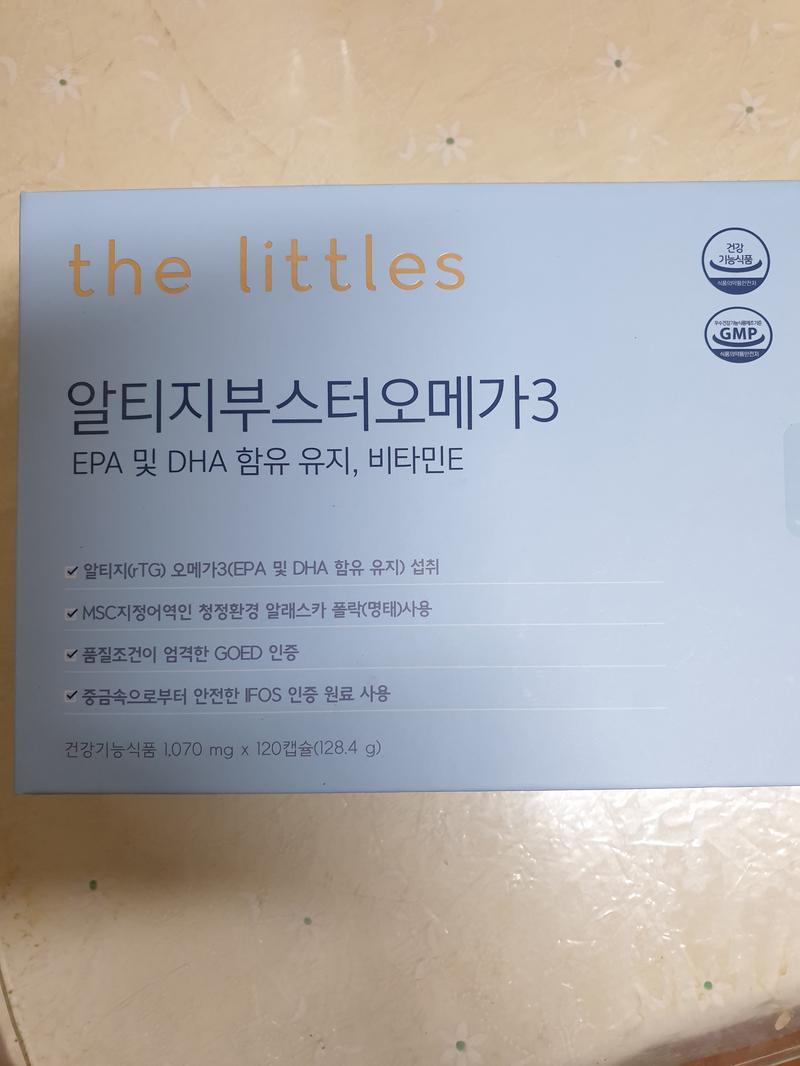 the littles
건강
기능식품
식품의약품안전처
우수건강기능식품제조기준
GMP
식품의약품안전처
알티지부스터오메가3
EPA 및 DHA 함유 유지, 비타민E
알티지(rTG) 오메가3(EPA 및 DHA 함유 유지) 섭취
MSC지정어역인 청정환경 알래스카 폴락(명태)사용
품질조건이 엄격한 GOED 인증
중금속으로부터 안전한 IFOS 인증 원료 사용
건강기능식품 1,070 mg x 120캡슐(128.4 g)